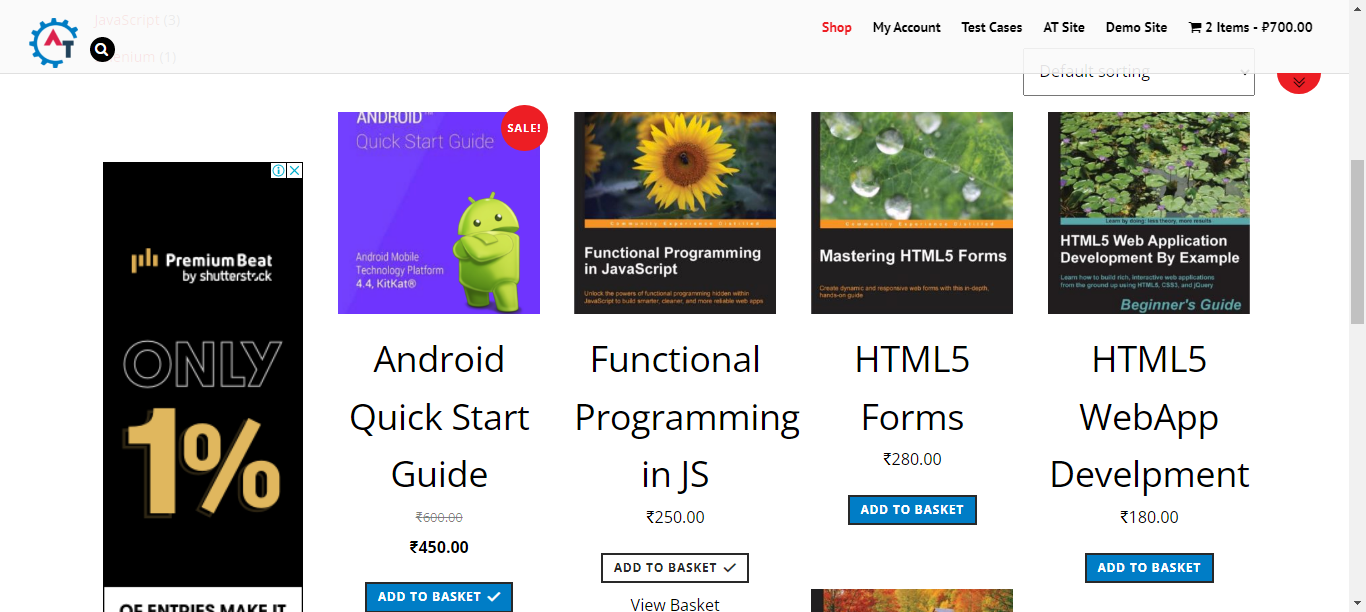 JavaScript (3)
AT
Shop
My Account
Test Cases
AT Site
Demo Site
2 Items - ₽700.00
enium (1)
Default sorting
SALE!
ANDROID™
Quick Start Guide
Android Mobile
Technology Platform
4.4, KitKat®
Community Experience Distilled
Functional Programming
in JavaScript
Unlock the powers of functional programming hidden within
JavaScript to build smarter, cleaner, and more reliable web apps
Community Experience Distilled
Mastering HTML5 Forms
Create dynamic and responsive web forms with this in-depth,
hands-on guide
Learn by doing: less theory, more results
HTML5 Web Application
Development By Example
Learn how to build rich, interactive web applications
from the ground up using HTML5, CSS3, and jQuery
Beginner's Guide
PremiumBeat
by shutterstock
ONLY
1%
OF ENTRIES MAKE IT
Android
Quick Start
Guide
₹600.00
₹450.00
ADD TO BASKET
Functional
Programming
in JS
₹250.00
ADD TO BASKET
View Basket
HTML5
Forms
₹280.00
ADD TO BASKET
HTML5
WebApp
Develpment
₹180.00
ADD TO BASKET